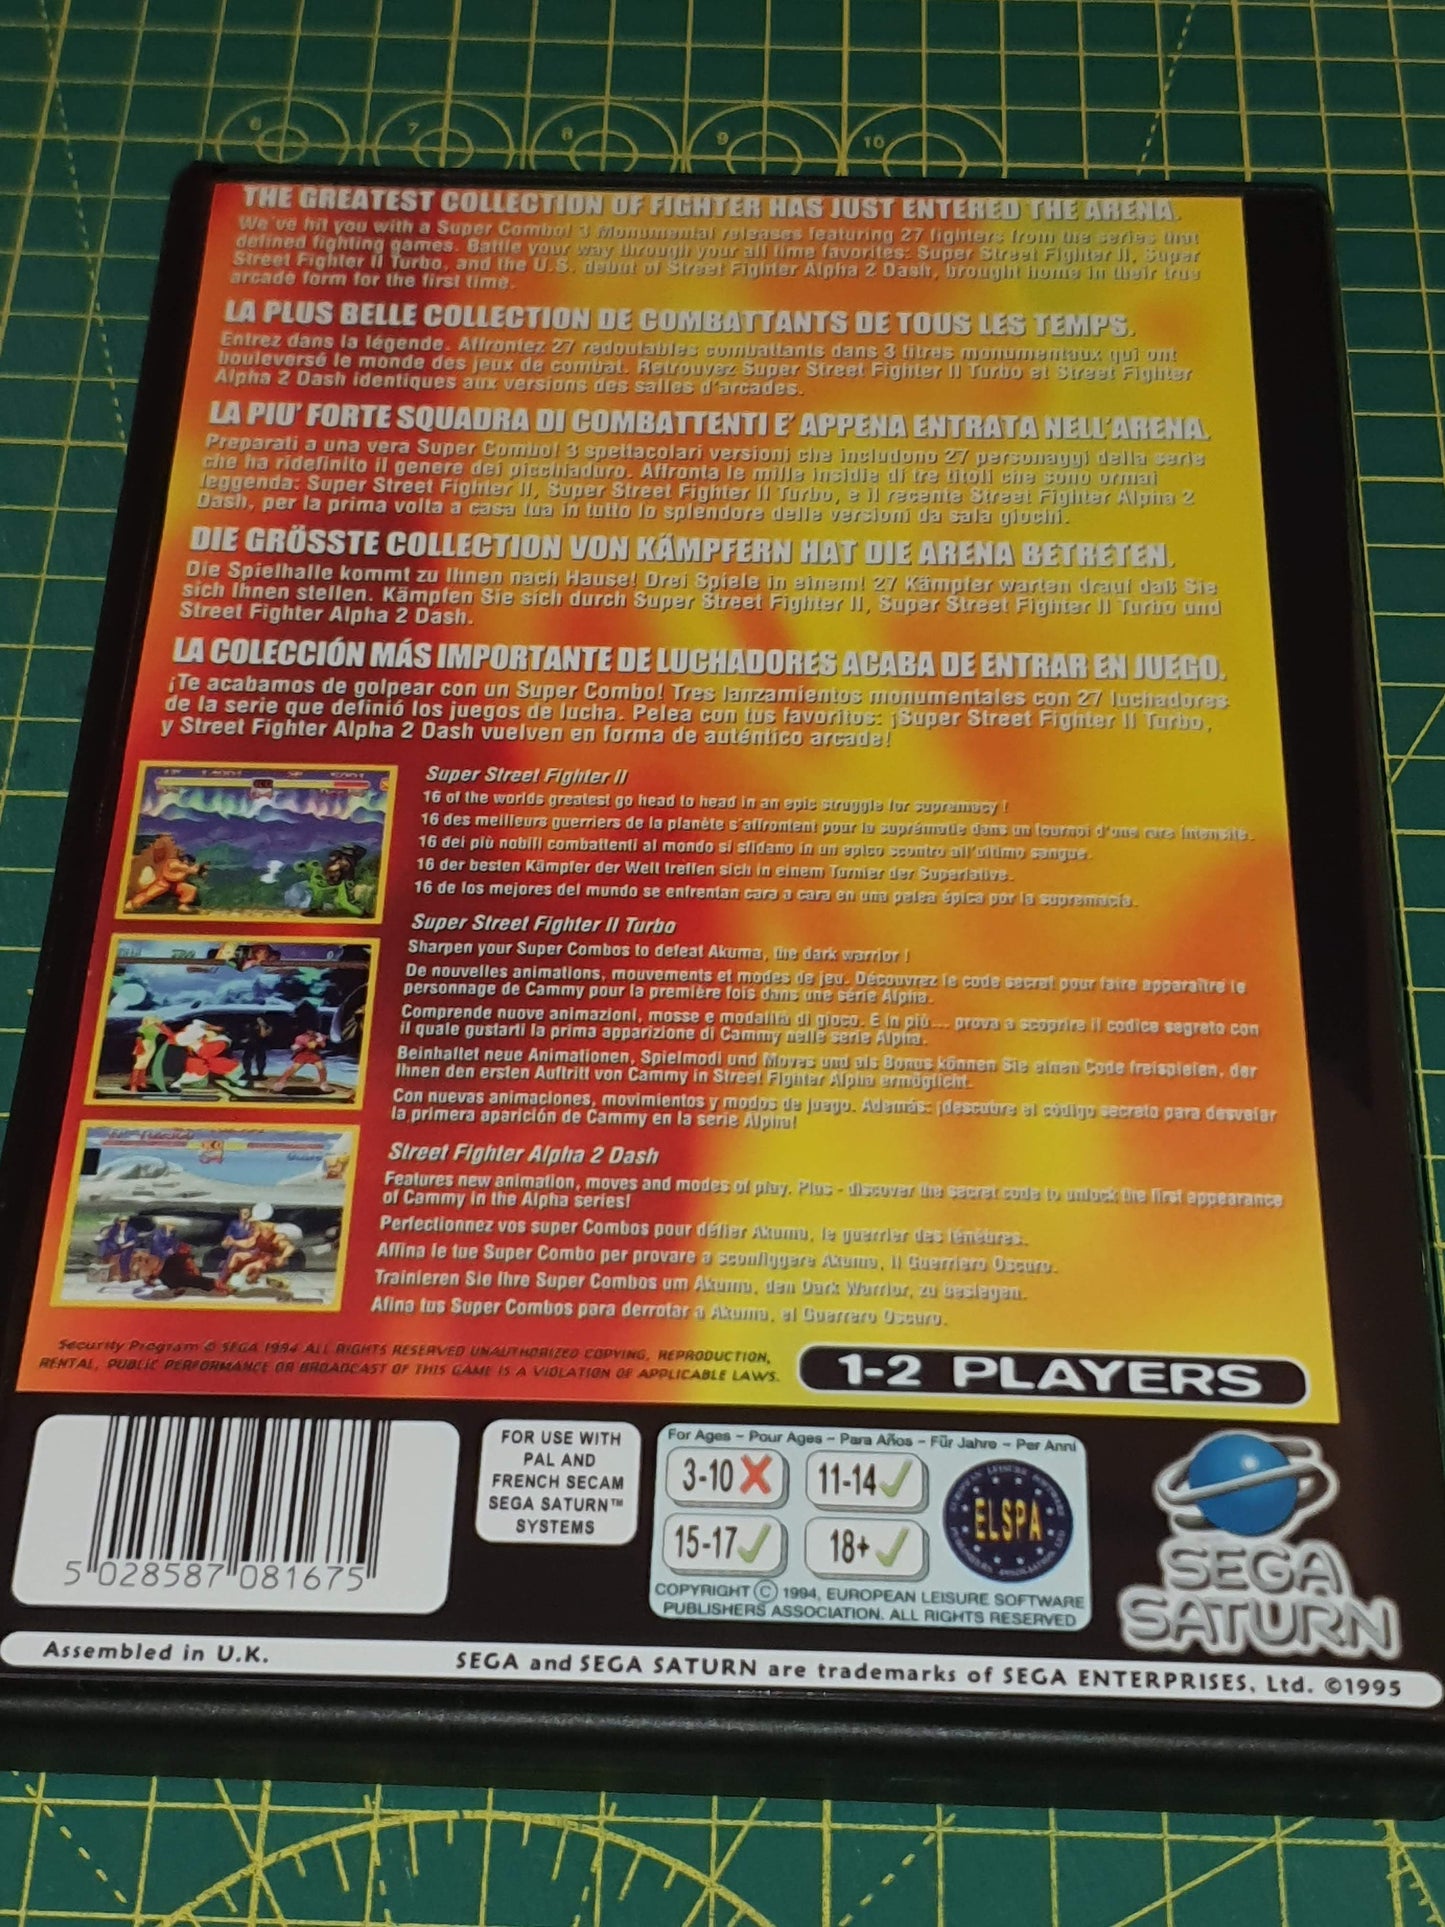 6 7 8 9 10
THE GREATEST COLLECTION OF FIGHTER HAS JUST ENTERED THE ARENA.
We've hit you with a Super Combo! 3 Monumental releases featuring 27 fighters from the series that
defined fighting games. Battle your way through your all time favorites: Super Street Fighter II, Super
Street Fighter II Turbo, and the U.S. debut of Street Fighter Alpha 2 Dash, brought home in their true
arcade form for the first time.
LA PLUS BELLE COLLECTION DE COMBATTANTS DE TOUS LES TEMPS.
Entrez dans la légende. Affrontez 27 redoutables combattants dans 3 titres monumentaux qui ont
bouleversé le monde des jeux de combat. Retrouvez Super Street Fighter II Turbo et Street Fighter
Alpha 2 Dash identiques aux versions des salles d'arcades.
LA PIU' FORTE SQUADRA DI COMBATTENTI E' APPENA ENTRATA NELL'ARENA.
Preparati a una vera Super Combo! 3 spettacolari versioni che includono 27 personaggi della serie
che ha ridefinito il genere dei picchiaduro. Affronta le mille insidie di tre titoli che sono ormai
leggenda: Super Street Fighter II, Super Street Fighter II Turbo, e il recente Street Fighter Alpha 2
Dash, per la prima volta a casa tua in tutto lo splendore delle versioni da sala giochi.
DIE GRÖSSTE COLLECTION VON KÄMPFERN HAT DIE ARENA BETRETEN.
Die Spielhalle kommt zu Ihnen nach Hause! Drei Spiele in einem! 27 Kämpfer warten drauf daß Sie
sich Ihnen stellen. Kämpfen Sie sich durch Super Street Fighter II, Super Street Fighter II Turbo und
Street Fighter Alpha 2 Dash.
LA COLECCIÓN MÁS IMPORTANTE DE LUCHADORES ACABA DE ENTRAR EN JUEGO.
¡Te acabamos de golpear con un Super Combo! Tres lanzamientos monumentales con 27 luchadores
de la serie que definió los juegos de lucha. Pelea con tus favoritos: ¡Super Street Fighter II Turbo,
y Street Fighter Alpha 2 Dash vuelven en forma de auténtico arcade!
Super Street Fighter II
16 of the worlds greatest go head to head in an epic struggle for supremacy !
16 des meilleurs guerriers de la planète s'affrontent pour la suprématie dans un tournoi d'une rare intensité.
16 dei più nobili combattenti al mondo si sfidano in un epico scontro all'ultimo sangue.
16 der besten Kämpfer der Welt treffen sich in einem Turnier der Superlative.
16 de los mejores del mundo se enfrentan cara a cara en una pelea épica por la supremacía.
Super Street Fighter II Turbo
Sharpen your Super Combos to defeat Akuma, the dark warrior !
De nouvelles animations, mouvements et modes de jeu. Découvrez le code secret pour faire apparaître le
personnage de Cammy pour la première fois dans une série Alpha.
Comprende nuove animazioni, mosse e modalità di gioco. E in più... prova a scoprire il codice segreto con
il quale gustarti la prima apparizione di Cammy nelle serie Alpha.
Beinhaltet neue Animationen, Spielmodi und Moves und als Bonus können Sie einen Code freispielen, der
Ihnen den ersten Auftritt von Cammy in Street Fighter Alpha ermöglicht.
Con nuevas animaciones, movimientos y modos de juego. Además: ¡descubre el código secreto para desvelar
la primera aparición de Cammy en la serie Alpha!
Street Fighter Alpha 2 Dash
Features new animation, moves and modes of play. Plus - discover the secret code to unlock the first appearance
of Cammy in the Alpha series!
Perfectionnez vos super Combos pour défier Akuma, le guerrier des ténèbres.
Affina le tue Super Combo per provare a sconfiggere Akuma, il Guerriero Oscuro.
Trainieren Sie Ihre Super Combos um Akuma, den Dark Warrior, zu besiegen.
Afina tus Super Combos para derrotar a Akuma, el Guerrero Oscuro.
Security Program © SEGA 1994 ALL RIGHTS RESERVED UNAUTHORIZED COPYING, REPRODUCTION,
RENTAL, PUBLIC PERFORMANCE OR BROADCAST OF THIS GAME IS A VIOLATION OF APPLICABLE LAWS.
1-2 PLAYERS
5 028587 081675
FOR USE WITH
PAL AND
FRENCH SECAM
SEGA SATURN™
SYSTEMS
For Ages - Pour Ages - Para Años - Für Jahre - Per Anni
3-10 11-14
15-17 18+
ELSPA
COPYRIGHT © 1994, EUROPEAN LEISURE SOFTWARE
PUBLISHERS ASSOCIATION. ALL RIGHTS RESERVED
SEGA
SATURN
Assembled in U.K.
SEGA and SEGA SATURN are trademarks of SEGA ENTERPRISES, Ltd. ©1995